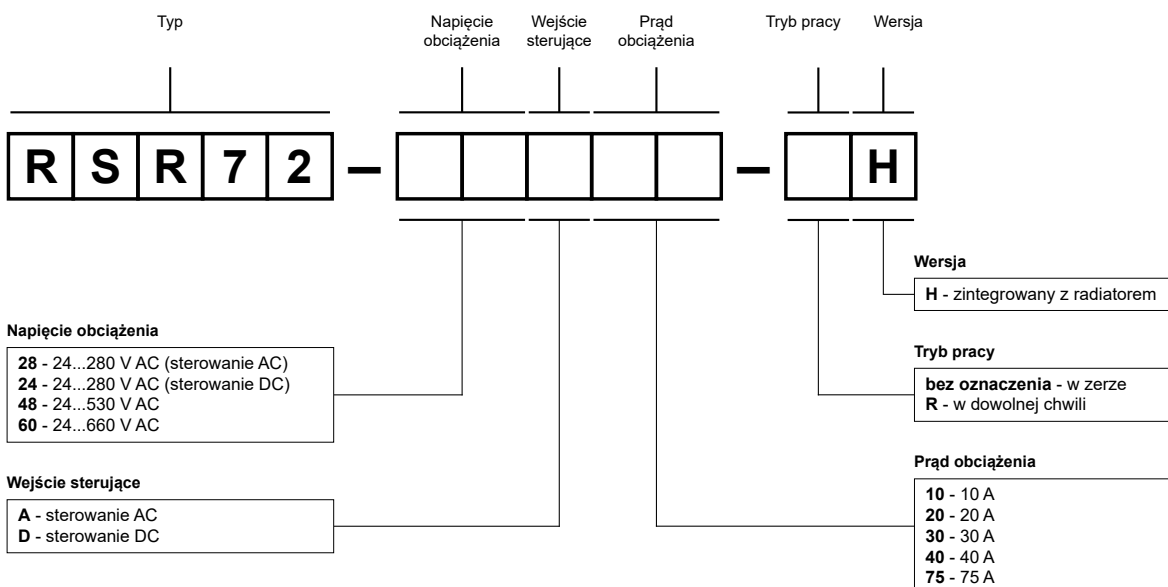 Typ
Napięcie
obciążenia
Wejście
sterujące
Prąd
obciążenia
Tryb pracy
Wersja
R S R 7 2 – – H
Wersja
H - zintegrowany z radiatorem
Napięcie obciążenia
28 - 24...280 V AC (sterowanie AC)
24 - 24...280 V AC (sterowanie DC)
48 - 24...530 V AC
60 - 24...660 V AC
Tryb pracy
bez oznaczenia - w zerze
R - w dowolnej chwili
Wejście sterujące
A - sterowanie AC
D - sterowanie DC
Prąd obciążenia
10 - 10 A
20 - 20 A
30 - 30 A
40 - 40 A
75 - 75 A